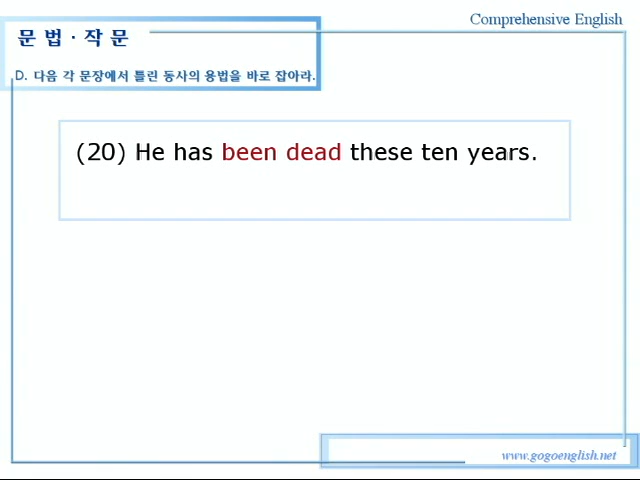 Comprehensive English
문 법 · 작 문
D. 다음 각 문장에서 틀린 동사의 용법을 바로 잡아라.
(20) He has been dead these ten years.
www.gogoenglish.net